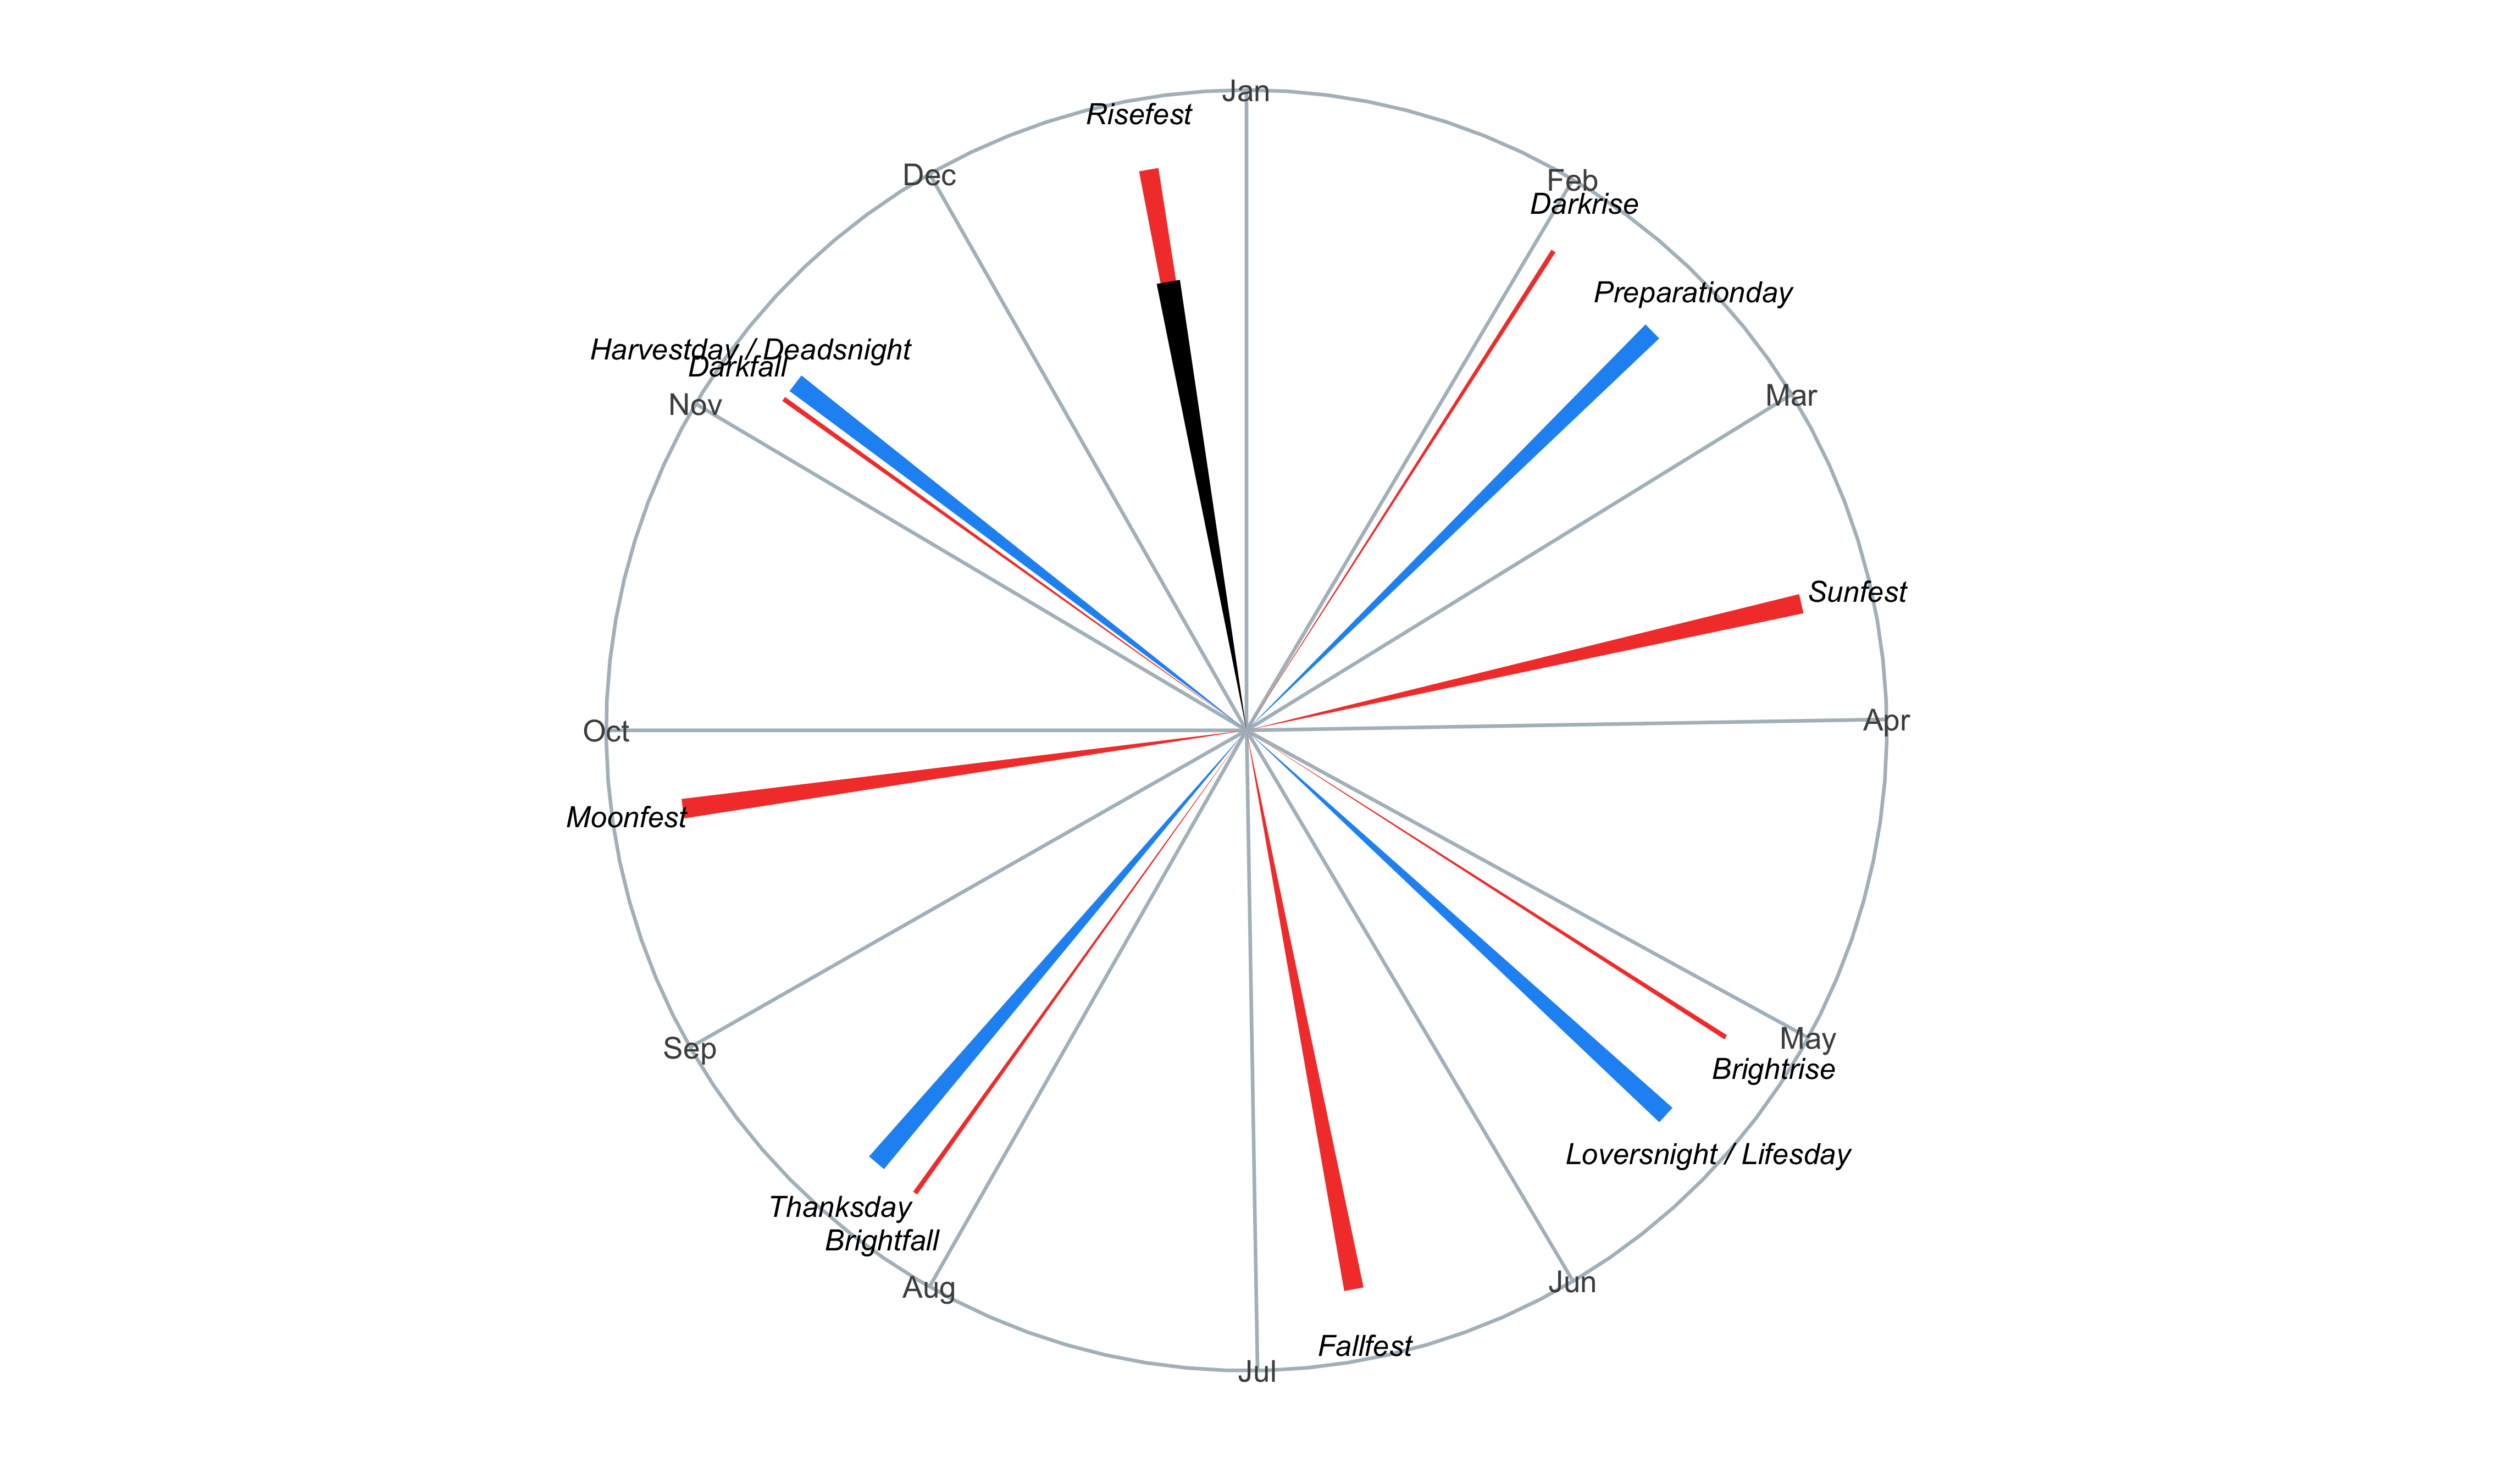 Jan
Risefest
Dec
Feb
Darkrise
Preparationday
Harvestday / Deadsnight
Darkfall
Nov
Mar
Sunfest
Oct
Apr
Moonfest
Sep
May
Brightrise
Loversnight / Lifesday
Thanksday
Brightfall
Aug
Jun
Fallfest
Jul